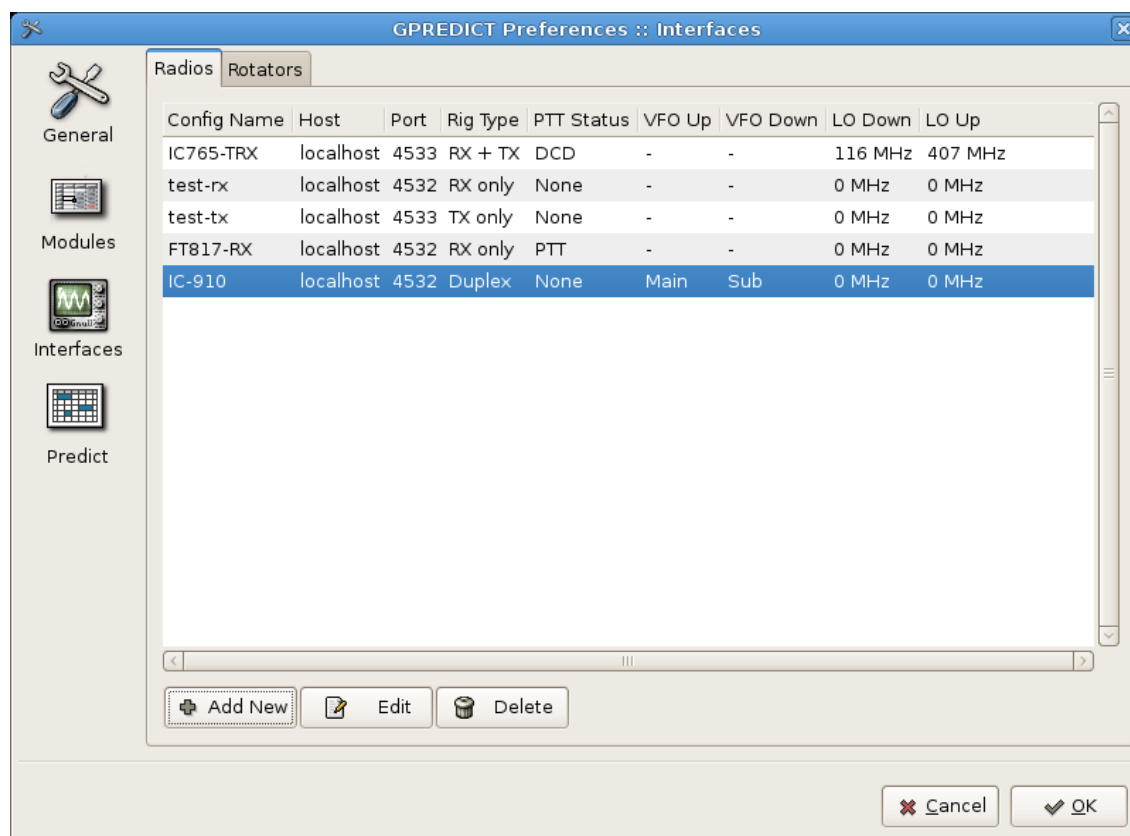 GPREDICT Preferences :: Interfaces
General
Modules
Interfaces
Predict
Radios Rotators
Config Name Host Port Rig Type PTT Status VFO Up VFO Down LO Down LO Up
IC765-TRX localhost 4533 RX + TX DCD - - 116 MHz 407 MHz
test-rx localhost 4532 RX only None - - 0 MHz 0 MHz
test-tx localhost 4533 TX only None - - 0 MHz 0 MHz
FT817-RX localhost 4532 RX only PTT - - 0 MHz 0 MHz
IC-910 localhost 4532 Duplex None Main Sub 0 MHz 0 MHz
Add New Edit Delete
Cancel OK